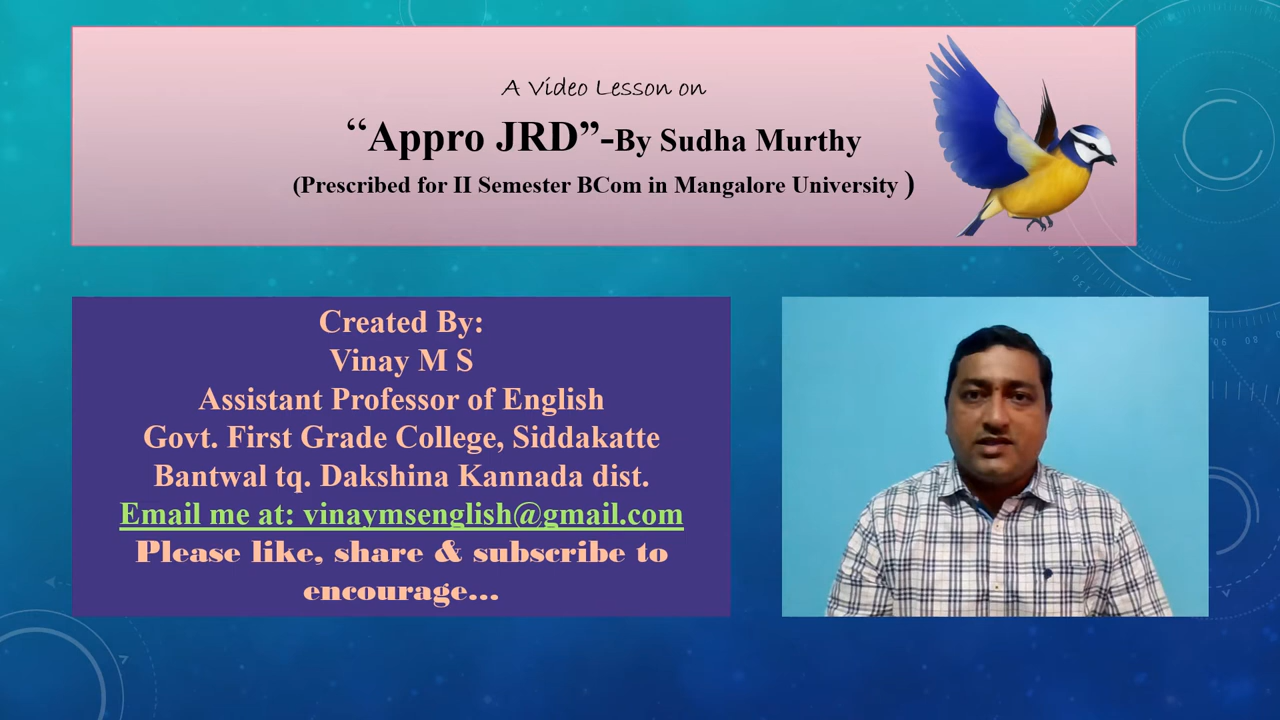 A Video Lesson on
“Appro JRD”-By Sudha Murthy
(Prescribed for II Semester BCom in Mangalore University )
Created By:
Vinay M S
Assistant Professor of English
Govt. First Grade College, Siddakatte
Bantwal tq. Dakshina Kannada dist.
Email me at: vinaymsenglish@gmail.com
Please like, share & subscribe to
encourage...